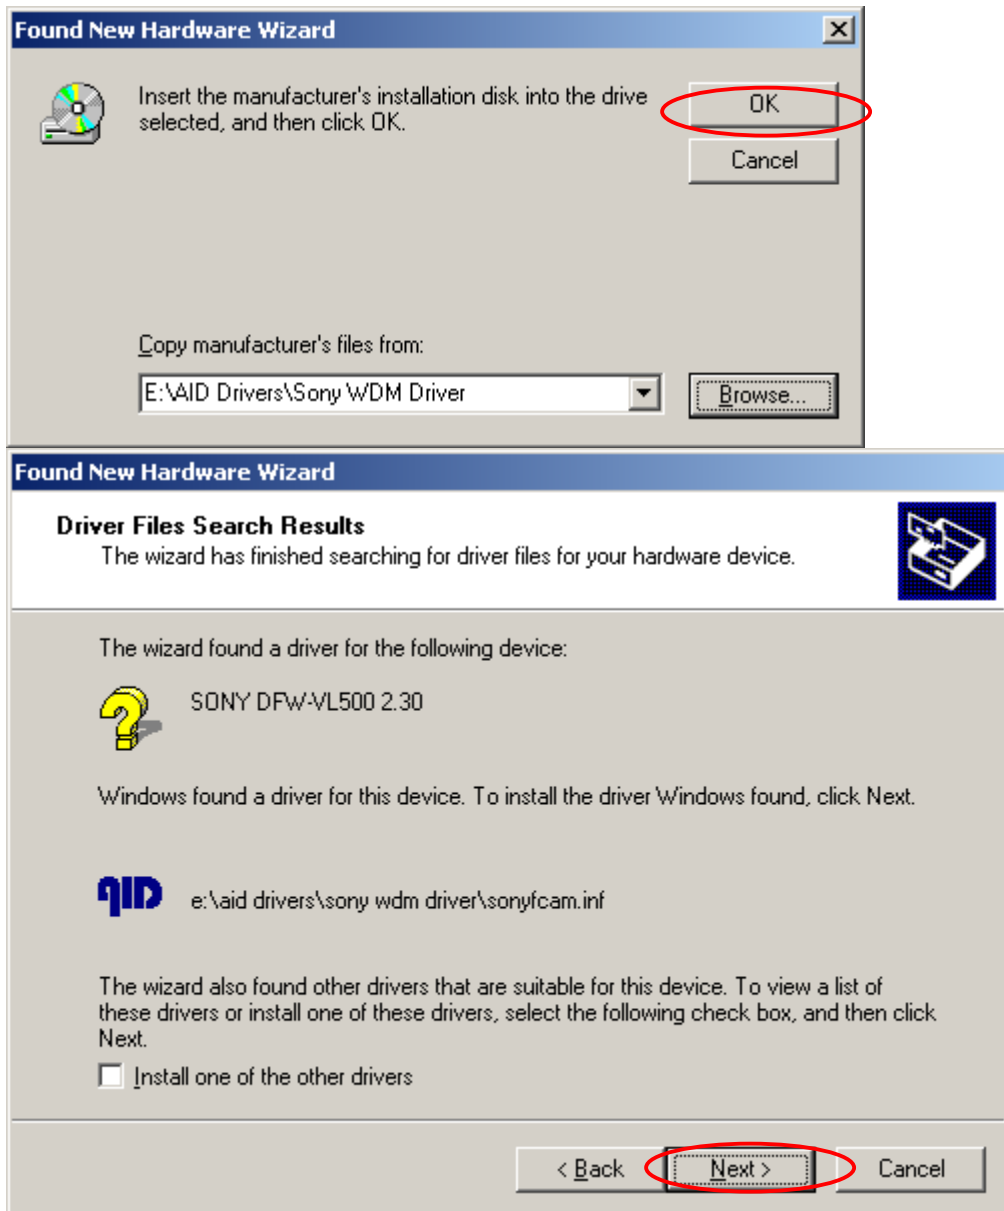 Found New Hardware Wizard
Insert the manufacturer's installation disk into the drive
selected, and then click OK.
OK
Cancel
Copy manufacturer's files from:
E:\AID Drivers\Sony WDM Driver
Browse...
Found New Hardware Wizard
Driver Files Search Results
The wizard has finished searching for driver files for your hardware device.
The wizard found a driver for the following device:
SONY DFW-VL500 2.30
Windows found a driver for this device. To install the driver Windows found, click Next.
AID
e:\aid drivers\sony wdm driver\sonyfcam.inf
The wizard also found other drivers that are suitable for this device. To view a list of
these drivers or install one of these drivers, select the following check box, and then click
Next.
Install one of the other drivers
< Back
Next >
Cancel